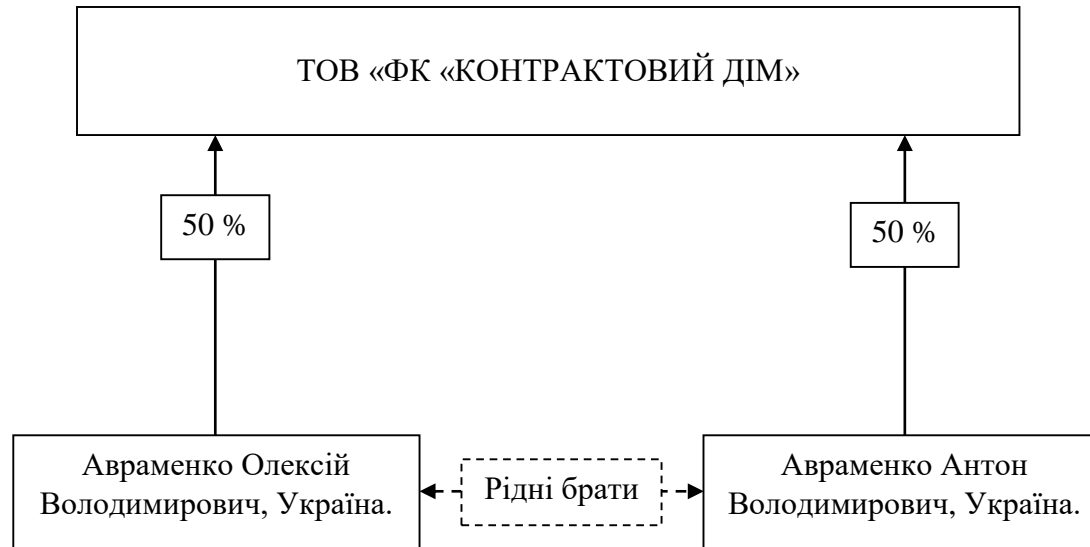 ТОВ «ФК «КОНТРАКТОВИЙ ДІМ»
50 %
50 %
Авраменко Олексій
Володимирович, Україна.
Рідні брати
Авраменко Антон
Володимирович, Україна.